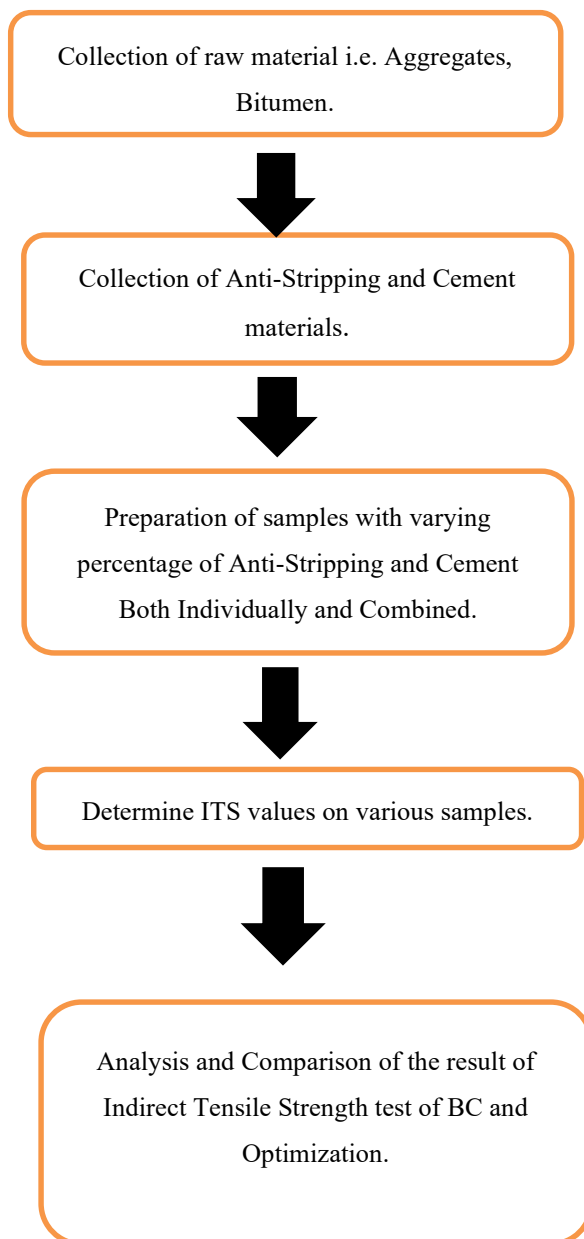 Collection of raw material i.e. Aggregates,
Bitumen.
Collection of Anti-Stripping and Cement
materials.
Preparation of samples with varying
percentage of Anti-Stripping and Cement
Both Individually and Combined.
Determine ITS values on various samples.
Analysis and Comparison of the result of
Indirect Tensile Strength test of BC and
Optimization.